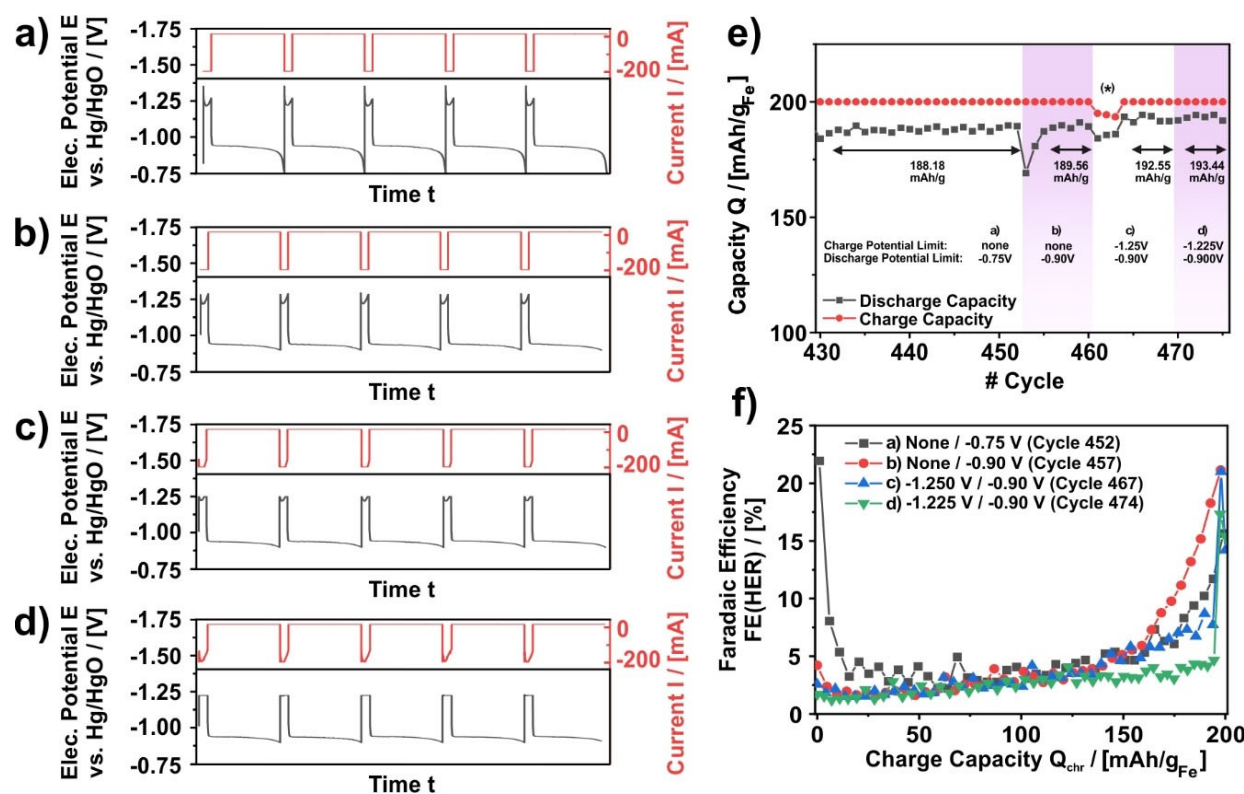 a)
Elec. Potential E
vs. Hg/HgO / [V]
-1.75
-1.50
-1.25
-1.00
-0.75
0
-200
Current I / [mA]
Time t
b)
Elec. Potential E
vs. Hg/HgO / [V]
-1.75
-1.50
-1.25
-1.00
-0.75
0
-200
Current I / [mA]
Time t
c)
Elec. Potential E
vs. Hg/HgO / [V]
-1.75
-1.50
-1.25
-1.00
-0.75
0
-200
Current I / [mA]
Time t
d)
Elec. Potential E
vs. Hg/HgO / [V]
-1.75
-1.50
-1.25
-1.00
-0.75
0
-200
Current I / [mA]
Time t
e)
Capacity Q / [mAh/gFe]
200
150
100
(*)
188.18
mAh/g
189.56
mAh/g
192.55
mAh/g
193.44
mAh/g
a) b) c) d)
Charge Potential Limit: none none -1.25V -1.225V
Discharge Potential Limit: -0.75V -0.90V -0.90V -0.900V
Discharge Capacity
Charge Capacity
430 440 450 460 470
# Cycle
f)
Faradaic Efficiency
FE(HER) / [%]
25
20
15
10
5
0
a) None / -0.75 V (Cycle 452)
b) None / -0.90 V (Cycle 457)
c) -1.250 V / -0.90 V (Cycle 467)
d) -1.225 V / -0.90 V (Cycle 474)
0 50 100 150 200
Charge Capacity Qchr / [mAh/gFe]